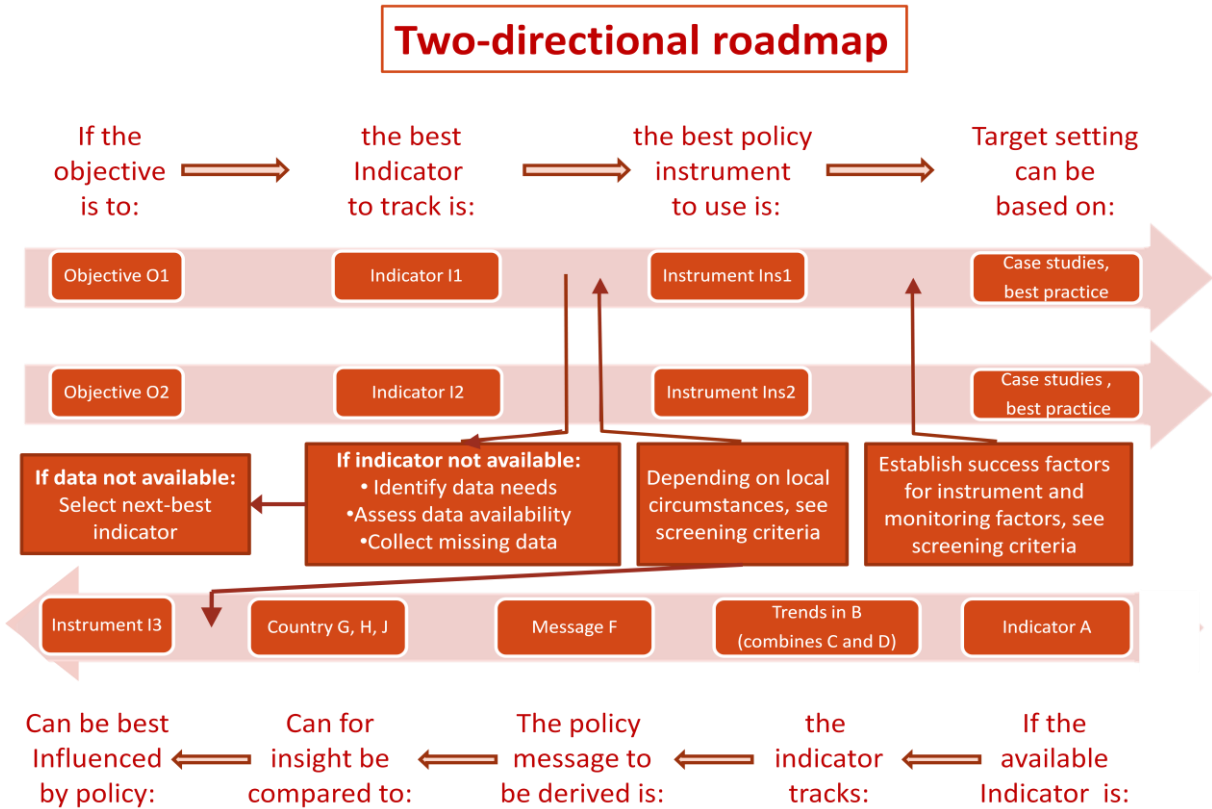 Two-directional roadmap
If the
objective
is to:
the best
Indicator
to track is:
the best policy
instrument
to use is:
Target setting
can be
based on:
Objective O1
Indicator I1
Instrument Ins1
Case studies,
best practice
Objective O2
Indicator I2
Instrument Ins2
Case studies ,
best practice
If data not available:
Select next-best
indicator
If indicator not available:
• Identify data needs
•Assess data availability
•Collect missing data
Depending on local
circumstances, see
screening criteria
Establish success factors
for instrument and
monitoring factors, see
screening criteria
Instrument I3
Country G, H, J
Message F
Trends in B
(combines C and D)
Indicator A
Can be best
Influenced
by policy:
Can for
insight be
compared to:
The policy
message to
be derived is:
the
indicator
tracks:
If the
available
Indicator is: